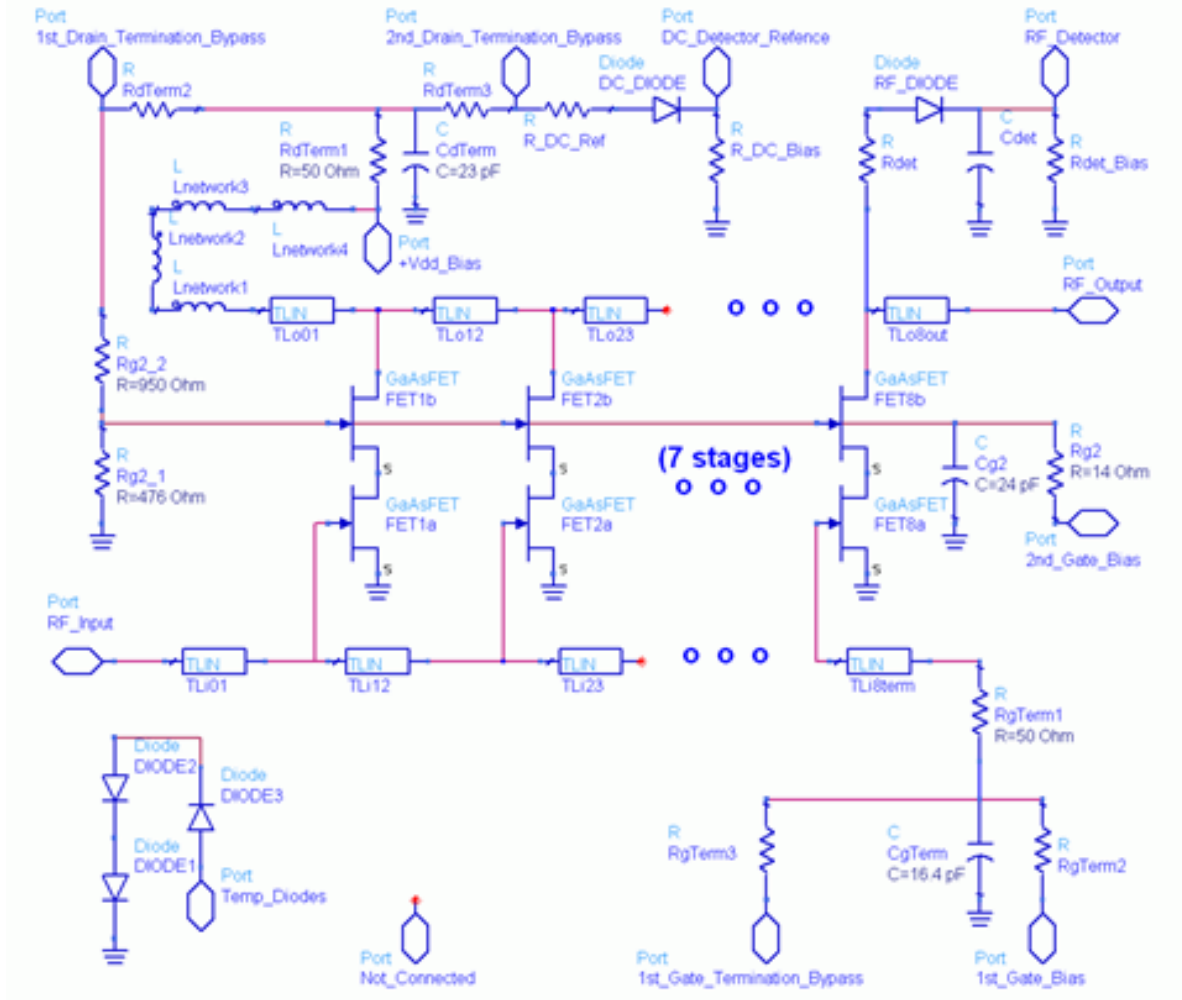 Port
1st_Drain_Termination_Bypass
Port
2nd_Drain_Termination_Bypass
Port
DC_Detector_Refence
Port
RF_Detector
R
RdTerm2
R
RdTerm3
Diode
DC_DIODE
Diode
RF_DIODE
R
RdTerm1
R=50 Ohm
C
CdTerm
C=23 pF
R
R_DC_Ref
R
R_DC_Bias
R
Rdet
C
Cdet
R
Rdet_Bias
L
Lnetwork3
L
Lnetwork2
L
Lnetwork4
Port
+Vdd_Bias
L
Lnetwork1
TLIN
TLo01
TLIN
TLo12
TLIN
TLo23
o o o
TLIN
TLo8out
Port
RF_Output
R
Rg2_2
R=950 Ohm
GaAsFET
FET1b
GaAsFET
FET2b
GaAsFET
FET8b
R
Rg2_1
R=476 Ohm
S
S
(7 stages)
o o o
S
C
Cg2
C=24 pF
R
Rg2
R=14 Ohm
GaAsFET
FET1a
GaAsFET
FET2a
GaAsFET
FET8a
S
S
S
Port
2nd_Gate_Bias
Port
RF_Input
TLIN
TLi01
TLIN
TLi12
TLIN
TLi23
o o o
TLIN
TLi8term
R
RgTerm1
R=50 Ohm
Diode
DIODE2
Diode
DIODE3
Diode
DIODE1
Port
Temp_Diodes
R
RgTerm3
C
CgTerm
C=16.4 pF
R
RgTerm2
Port
Not_Connected
Port
1st_Gate_Termination_Bypass
Port
1st_Gate_Bias